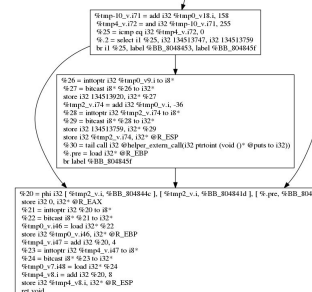 %tmp-10_v.i71 = add i32 %tmp0_v18.i, 158
%tmp4_v.i72 = and i32 %tmp-10_v.i71, 255
%25 = icmp eq i32 %tmp4_v.i72, 0
%.2 = select i1 %25, i32 134513747, i32 134513759
br i1 %25, label %BB_8048453, label %BB_804845f
%26 = inttoptr i32 %tmp0_v9.i to i8*
%27 = bitcast i8* %26 to i32*
store i32 134513920, i32* %27
%tmp2_v.i74 = add i32 %tmp0_v.i, -36
%28 = inttoptr i32 %tmp2_v.i74 to i8*
%29 = bitcast i8* %28 to i32*
store i32 134513759, i32* %29
store i32 %tmp2_v.i74, i32* @R_ESP
%30 = tail call i32 @helper_extern_call(i32 ptrtoint (void ()* @puts to i32))
%.pre = load i32* @R_EBP
br label %BB_804845f
%20 = phi i32 [ %tmp2_v.i, %BB_804844c ], [ %tmp2_v.i, %BB_804841d ], [ %.pre, %BB_804
store i32 0, i32* @R_EAX
%21 = inttoptr i32 %20 to i8*
%22 = bitcast i8* %21 to i32*
%tmp0_v.i46 = load i32* %22
store i32 %tmp0_v.i46, i32* @R_EBP
%tmp4_v.i47 = add i32 %20, 4
%23 = inttoptr i32 %tmp4_v.i47 to i8*
%24 = bitcast i8* %23 to i32*
%tmp0_v7.i48 = load i32* %24
%tmp4_v8.i = add i32 %20, 8
store i32 %tmp4_v8.i, i32* @R_ESP
ret void